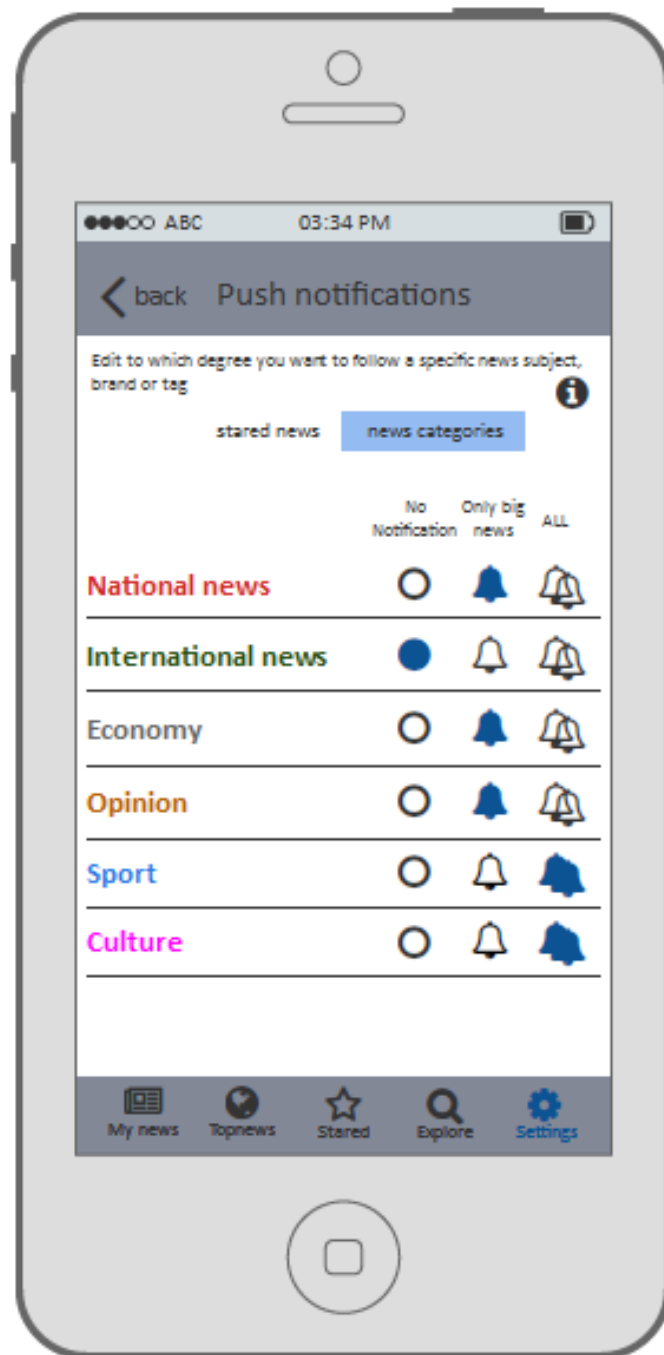 ABC 03:34 PM
back Push notifications
Edit to which degree you want to follow a specific news subject,
brand or tag
stared news news categories
No Notification Only big news ALL
National news
International news
Economy
Opinion
Sport
Culture
My news Topnews Stared Explore Settings